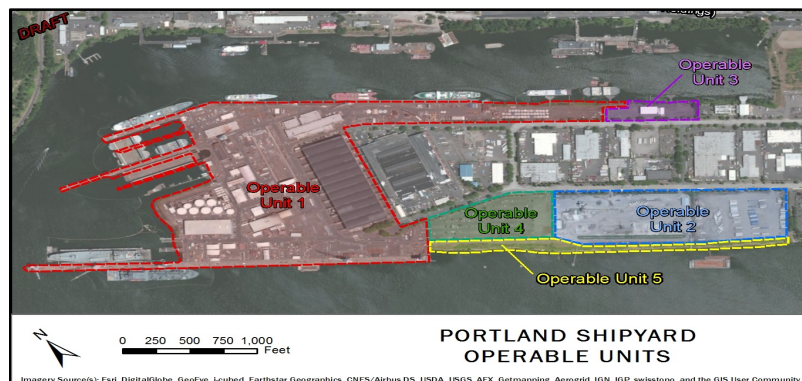 DRAFT
Holdings)
Operable
Unit 3
Operable
Unit 1
Operable
Unit 4
Operable
Unit 2
Operable Unit 5
N
0 250 500 750 1,000
Feet
PORTLAND SHIPYARD
OPERABLE UNITS
Imagery Source(s): Esri, DigitalGlobe, GeoEye, i-cubed, Earthstar Geographics, CNES/Airbus DS, USDA, USGS, AEX, Getmapping, Aerogrid, IGN, IGP, swisstopo, and the GIS User Community